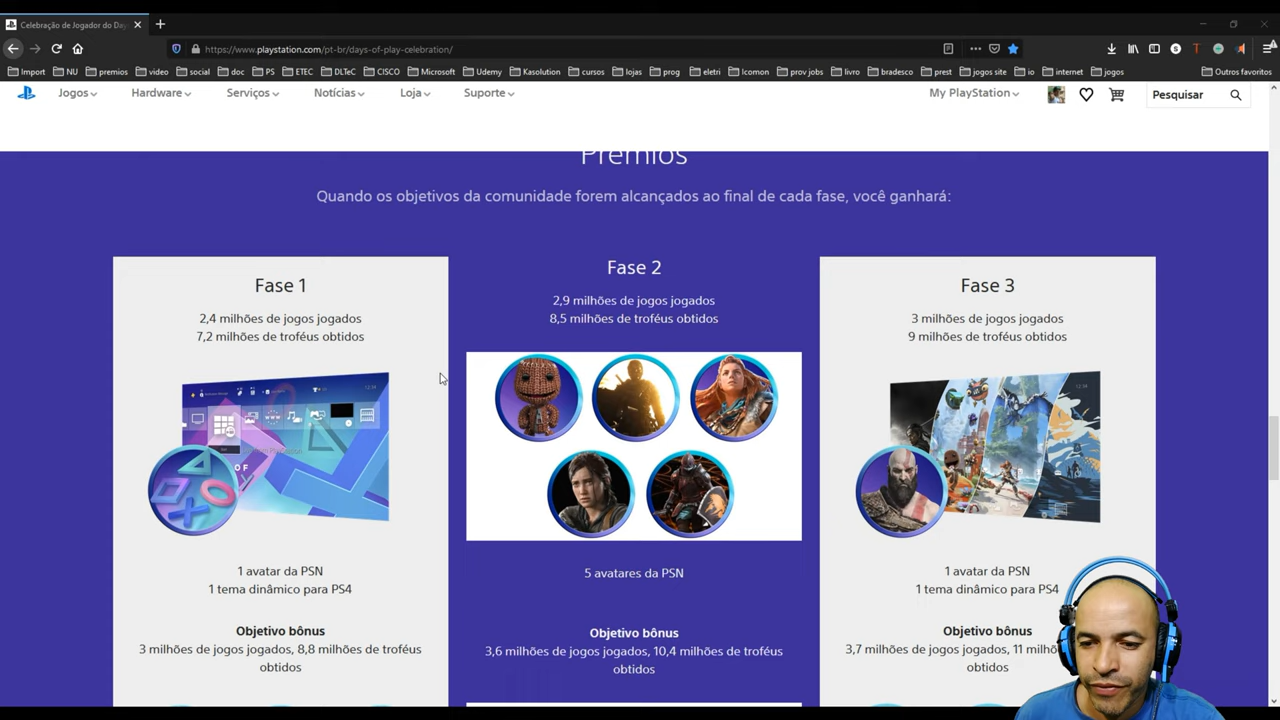 Celebração de Jogador do Day
https://www.playstation.com/pt-br/days-of-play-celebration/
Import NU premios video social doc PS ETEC DLTeC CISCO Microsoft Udemy Kasolution cursos lojas prog eletri Icomon prov jobs livro bradesco prest jogos site io internet jogos Outros favoritos
Jogos Hardware Serviços Notícias Loja Suporte My PlayStation Pesquisar
Prêmios
Quando os objetivos da comunidade forem alcançados ao final de cada fase, você ganhará:
Fase 1
2,4 milhões de jogos jogados
7,2 milhões de troféus obtidos
1 avatar da PSN
1 tema dinâmico para PS4
Objetivo bônus
3 milhões de jogos jogados, 8,8 milhões de troféus
obtidos
Fase 2
2,9 milhões de jogos jogados
8,5 milhões de troféus obtidos
5 avatares da PSN
Objetivo bônus
3,6 milhões de jogos jogados, 10,4 milhões de troféus
obtidos
Fase 3
3 milhões de jogos jogados
9 milhões de troféus obtidos
1 avatar da PSN
1 tema dinâmico para PS4
Objetivo bônus
3,7 milhões de jogos jogados, 11
obtidos